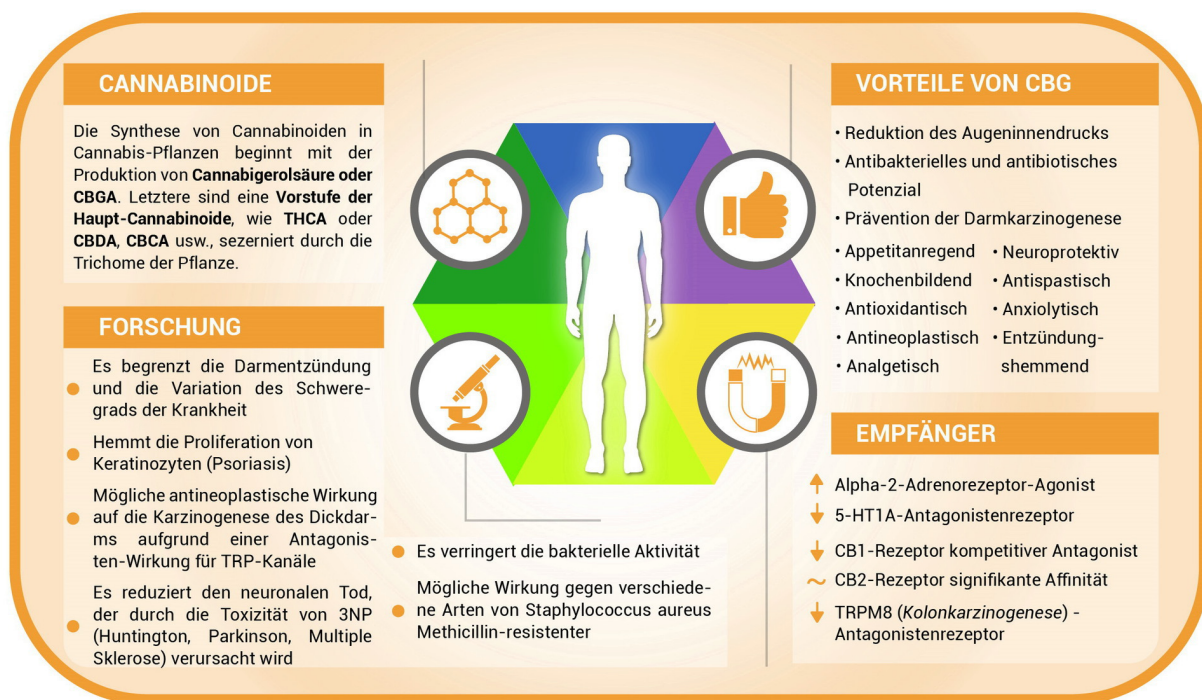 CANNABINOIDE
Die Synthese von Cannabinoiden in
Cannabis-Pflanzen beginnt mit der
Produktion von Cannabigerolsäure oder
CBGA. Letztere sind eine Vorstufe der
Haupt-Cannabinoide, wie THCA oder
CBDA, CBCA usw., sezerniert durch die
Trichome der Pflanze.
FORSCHUNG
Es begrenzt die Darmentzündung
und die Variation des Schwere-
grads der Krankheit
Hemmt die Proliferation von
Keratinozyten (Psoriasis)
Mögliche antineoplastische Wirkung
auf die Karzinogenese des Dickdar-
ms aufgrund einer Antagonis-
ten-Wirkung für TRP-Kanäle
Es reduziert den neuronalen Tod,
der durch die Toxizität von 3NP
(Huntington, Parkinson, Multiple
Sklerose) verursacht wird
• Es verringert die bakterielle Aktivität
Mögliche Wirkung gegen verschiede-
ne Arten von Staphylococcus aureus
Methicillin-resistenter
VORTEILE VON CBG
• Reduktion des Augeninnendrucks
• Antibakterielles und antibiotisches
Potenzial
• Prävention der Darmkarzinogenese
• Appetitanregend
• Knochenbildend
• Antioxidantisch
• Antineoplastisch
• Analgetisch
• Neuroprotektiv
• Antispastisch
• Anxiolytisch
• Entzündung-
shemmend
EMPFÄNGER
↑ Alpha-2-Adrenorezeptor-Agonist
↓ 5-HT1A-Antagonistenrezeptor
↓ CB1-Rezeptor kompetitiver Antagonist
~ CB2-Rezeptor signifikante Affinität
↓ TRPM8 (Kolonkarzinogenese) -
Antagonistenrezeptor